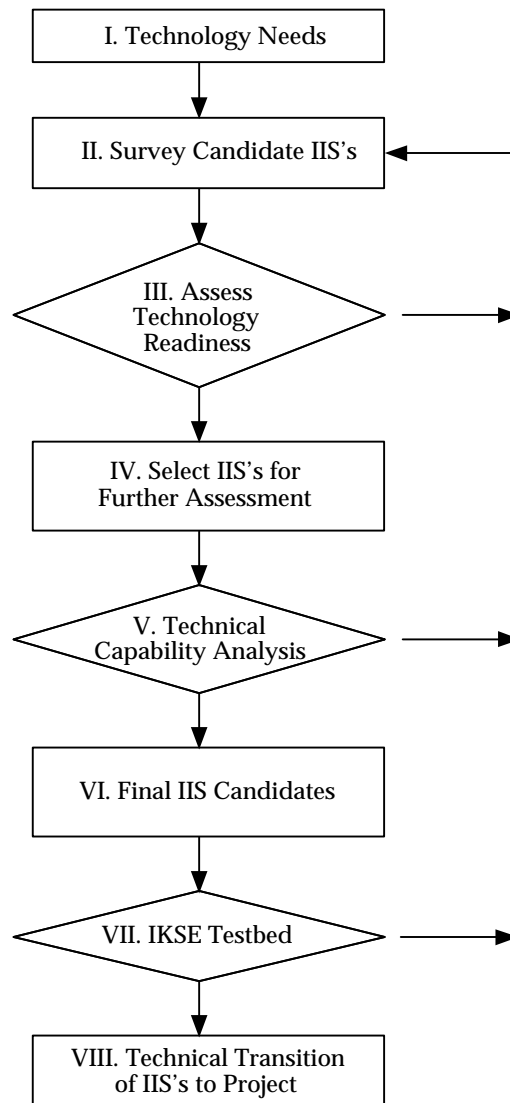 I. Technology Needs
II. Survey Candidate IIS's
III. Assess
Technology
Readiness
IV. Select IIS's for
Further Assessment
V. Technical
Capability Analysis
VI. Final IIS Candidates
VII. IKSE Testbed
VIII. Technical Transition
of IIS's to Project